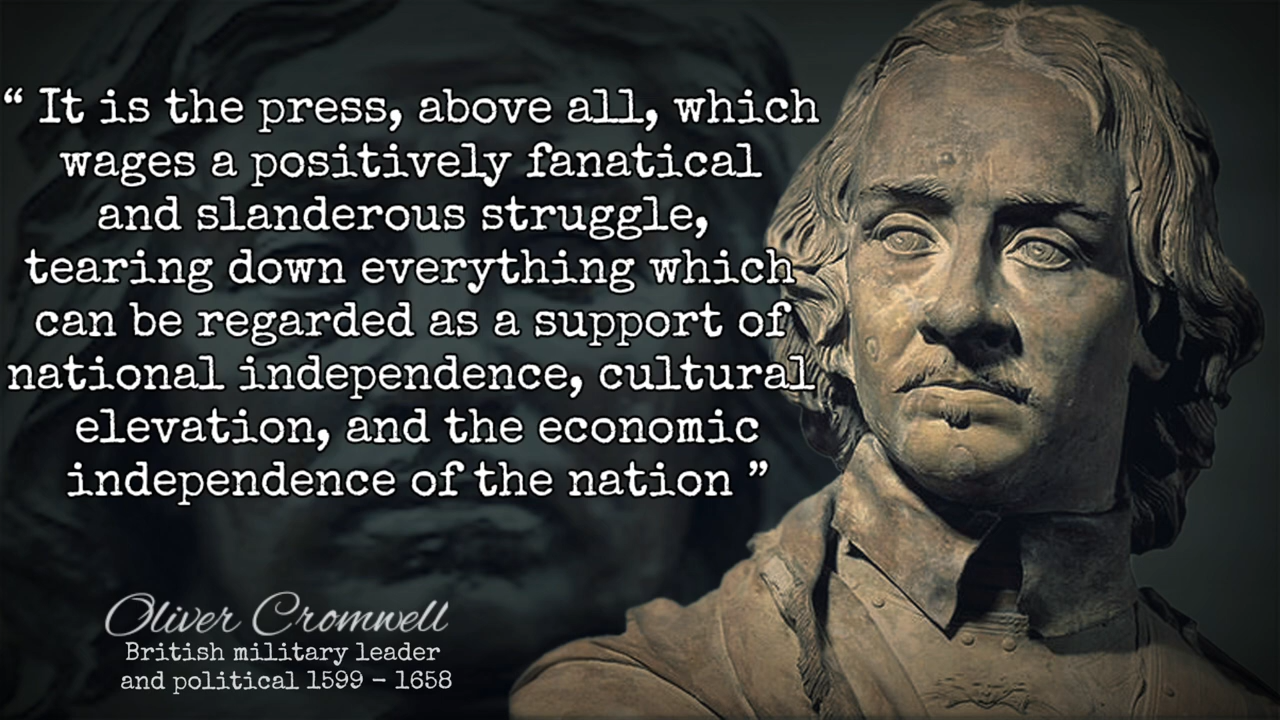 “ It is the press, above all, which
wages a positively fanatical
and slanderous struggle,
tearing down everything which
can be regarded as a support of
national independence, cultural
elevation, and the economic
independence of the nation ”
Oliver Cromwell
British military leader
and political 1599 - 1658